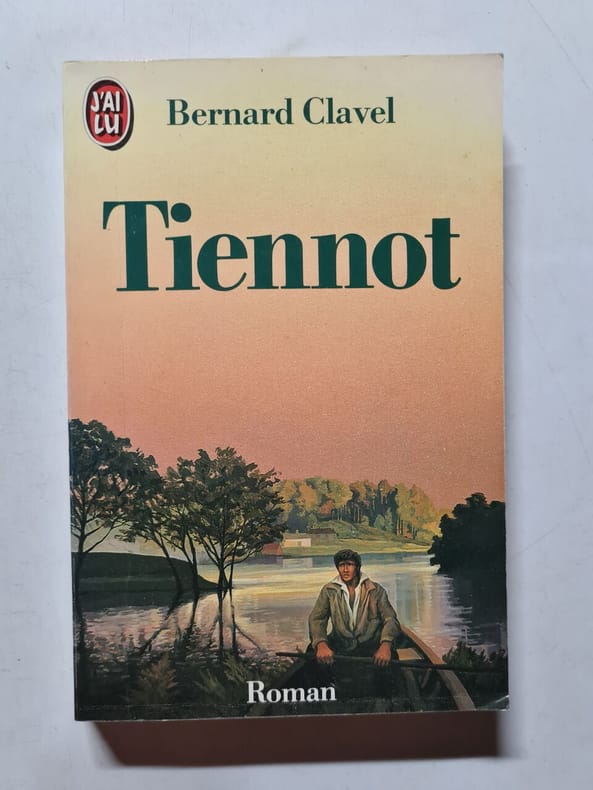 J'AI
LU
Bernard Clavel
Tiennot
Roman